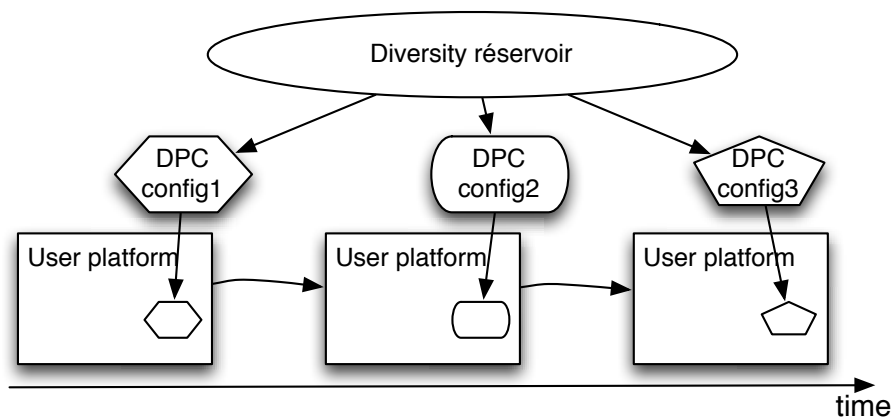 Diversity réservoir
DPC
config1
DPC
config2
DPC
config3
User platform
User platform
User platform
time